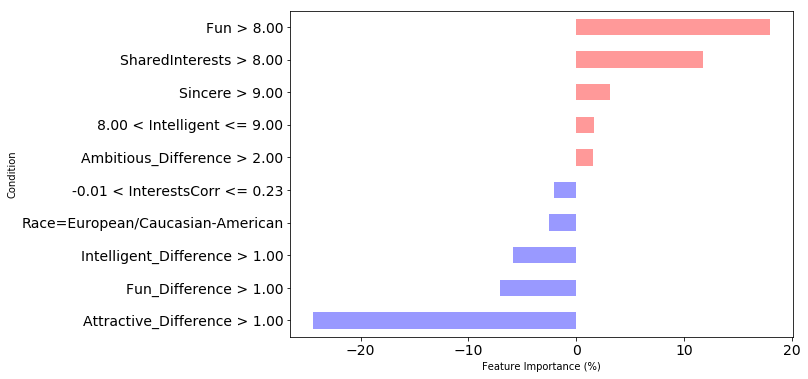 Fun > 8.00
SharedInterests > 8.00
Sincere > 9.00
8.00 < Intelligent <= 9.00
Ambitious_Difference > 2.00
-0.01 < InterestsCorr <= 0.23
Race=European/Caucasian-American
Intelligent_Difference > 1.00
Fun_Difference > 1.00
Attractive_Difference > 1.00
Condition
−20 −10 0 10 20
Feature Importance (%)